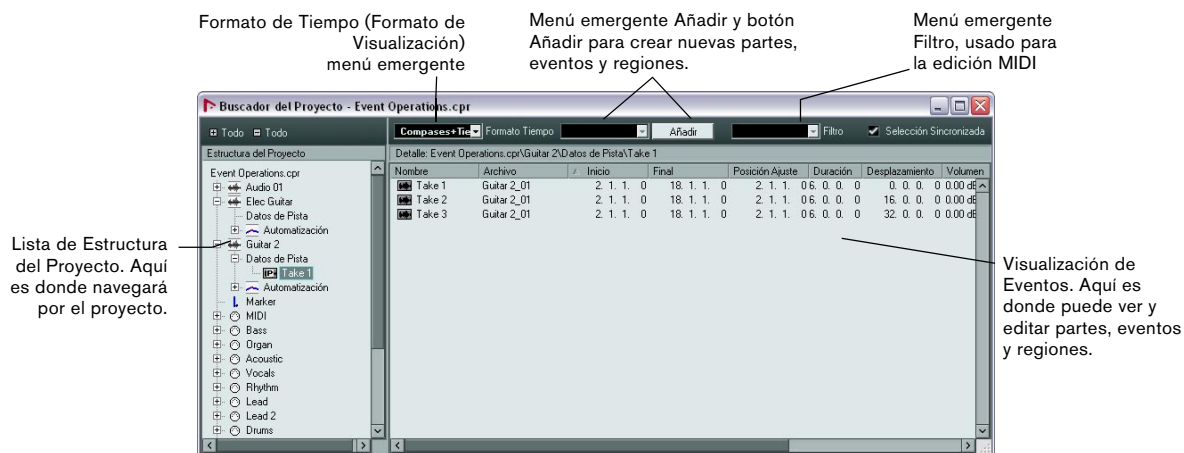 Formato de Tiempo (Formato de
Visualización)
menú emergente
Menú emergente Añadir y botón
Añadir para crear nuevas partes,
eventos y regiones.
Menú emergente
Filtro, usado para
la edición MIDI
Buscador del Proyecto - Event Operations.cpr
Todo Todo
Compases+Tie Formato Tiempo Añadir Filtro Selección Sincronizada
Estructura del Proyecto
Detalle: Event Operations.cpr\Guitar 2\Datos de Pista\Take 1
Nombre Archivo Inicio Final Posición Ajuste Duración Desplazamiento Volumen
Take 1 Guitar 2_01 2. 1. 1. 0 18. 1. 1. 0 2. 1. 1. 0 6. 0. 0. 0 0. 0. 0. 0 0.00 dB
Take 2 Guitar 2_01 2. 1. 1. 0 18. 1. 1. 0 2. 1. 1. 0 6. 0. 0. 0 16. 0. 0. 0 0.00 dB
Take 3 Guitar 2_01 2. 1. 1. 0 18. 1. 1. 0 2. 1. 1. 0 6. 0. 0. 0 32. 0. 0. 0 0.00 dB
Event Operations.cpr
Audio 01
Elec Guitar
Datos de Pista
Automatización
Guitar 2
Datos de Pista
Take 1
Automatización
Marker
MIDI
Bass
Organ
Acoustic
Vocals
Rhythm
Lead
Lead 2
Drums
Lista de Estructura
del Proyecto. Aquí
es donde navegará
por el proyecto.
Visualización de
Eventos. Aquí es
donde puede ver y
editar partes, eventos
y regiones.